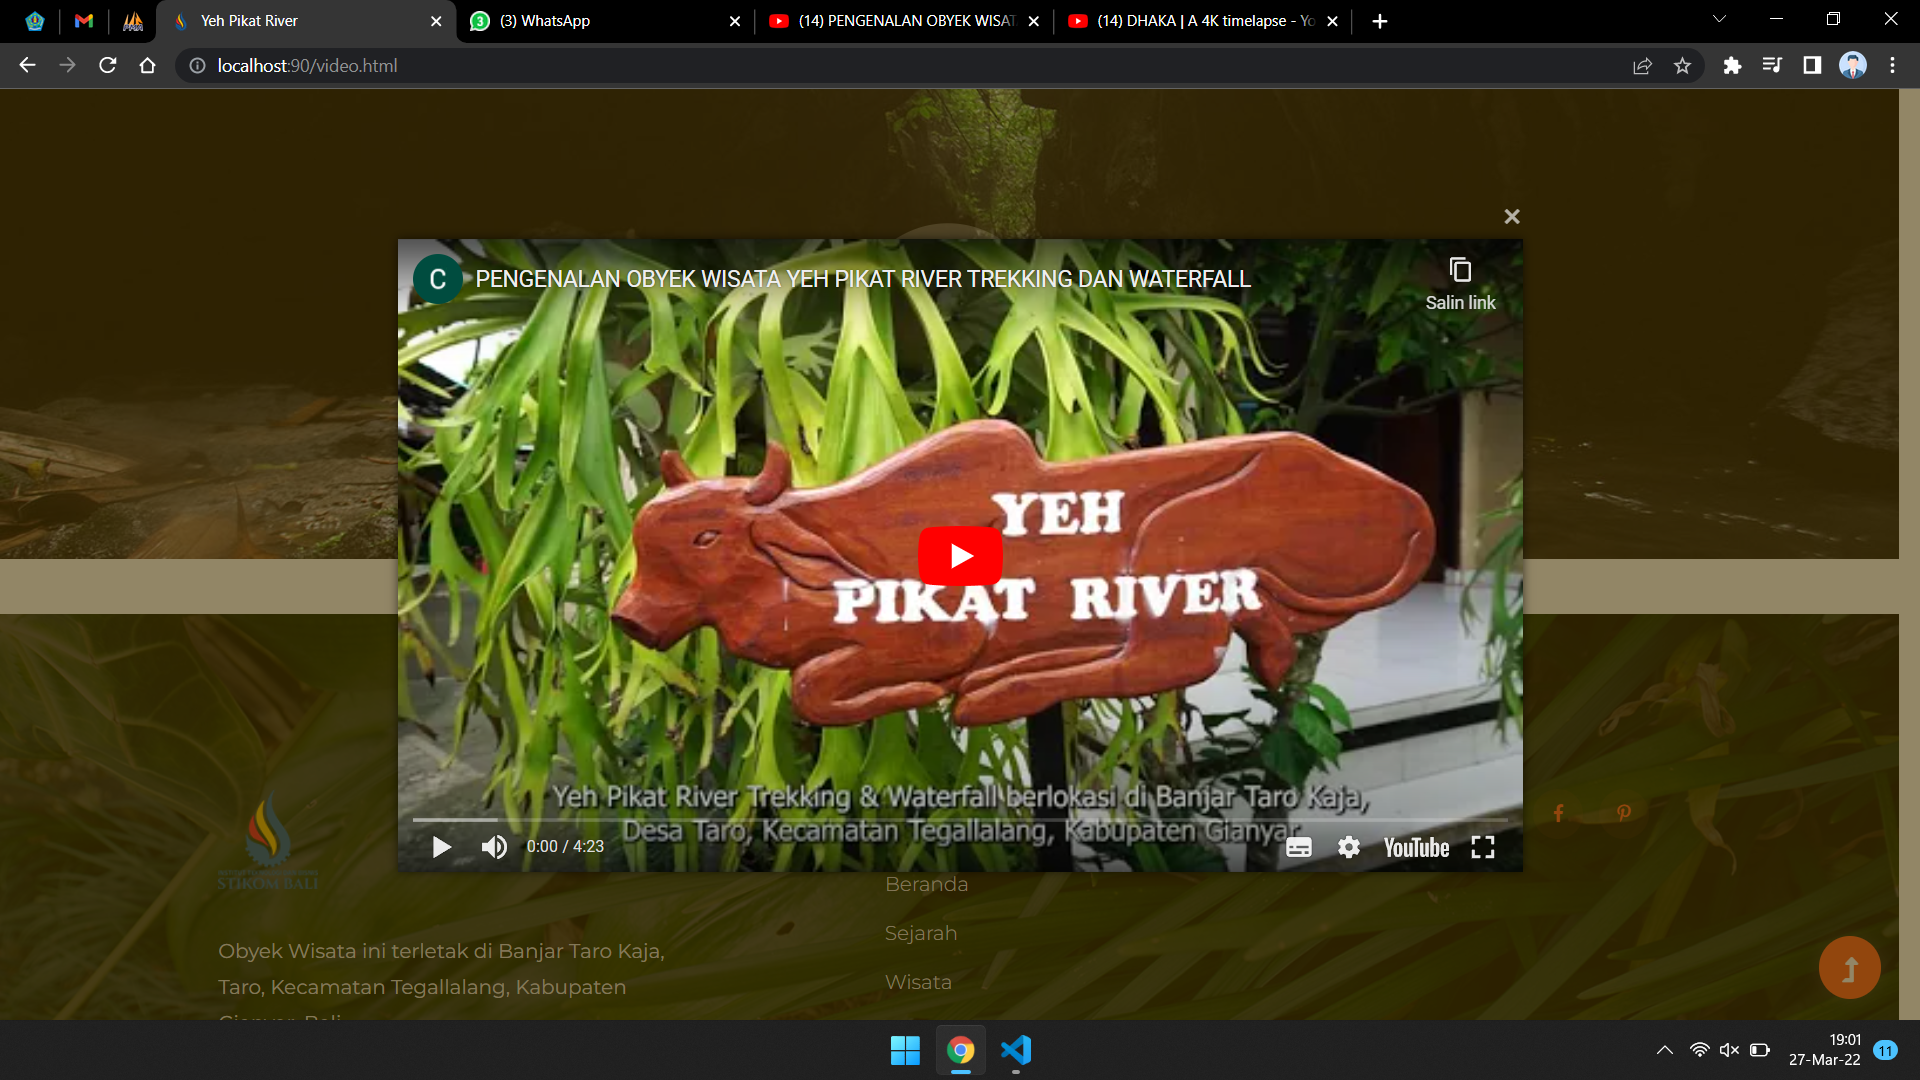 Yeh Pikat River
(3) WhatsApp
(14) PENGENALAN OBYEK WISAT
(14) DHAKA | A 4K timelapse - Yo
localhost:90/video.html
C
PENGENALAN OBYEK WISATA YEH PIKAT RIVER TREKKING DAN WATERFALL
Salin link
YEH
PIKAT RIVER
Yeh Pikat River Trekking & Waterfall berlokasi di Banjar Taro Kaja,
Desa Taro, Kecamatan Tegallalang, Kabupaten Gianyar
0:00 / 4:23
YouTube
STIKOM BALI
Obyek Wisata ini terletak di Banjar Taro Kaja,
Taro, Kecamatan Tegallalang, Kabupaten
Gianyar, Bali
Beranda
Sejarah
Wisata
19:01
27-Mar-22
11